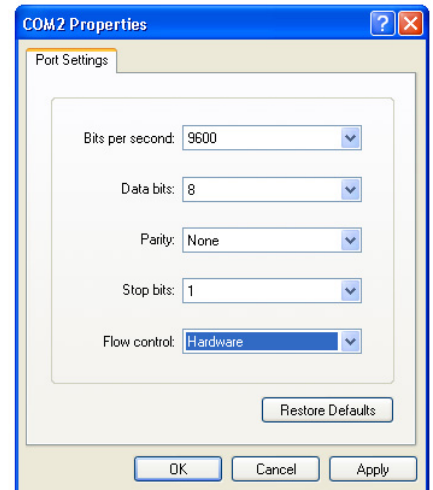 COM2 Properties
Port Settings
Bits per second: 9600
Data bits: 8
Parity: None
Stop bits: 1
Flow control: Hardware
Restore Defaults
OK Cancel Apply